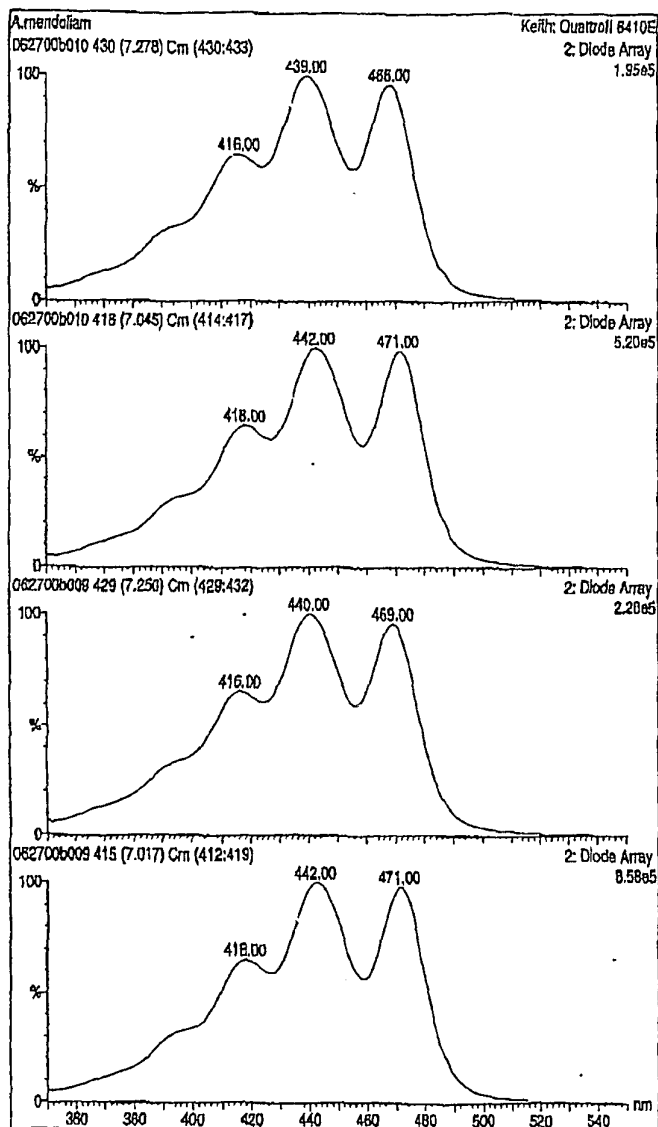 A.mendoliam Keith: Quattroll 6410E
062700b010 430 (7.278) Cm (430:433) 2: Diode Array
1.95e5
100 439.00 468.00
416.00
%
0
062700b010 416 (7.045) Cm (414:417) 2: Diode Array
5.20e5
100 442.00 471.00
418.00
%
0
062700b009 429 (7.250) Cm (429:432) 2: Diode Array
2.20e5
100 440.00 469.00
416.00
%
0
062700b009 415 (7.017) Cm (412:419) 2: Diode Array
8.58e5
100 442.00 471.00
418.00
%
0
360 380 400 420 440 460 480 500 520 540 nm